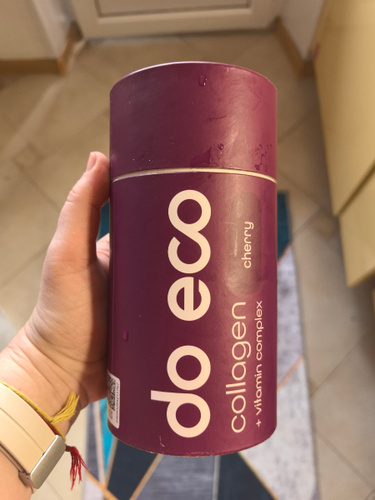 do eco
cherry
collagen
+ vitamin complex